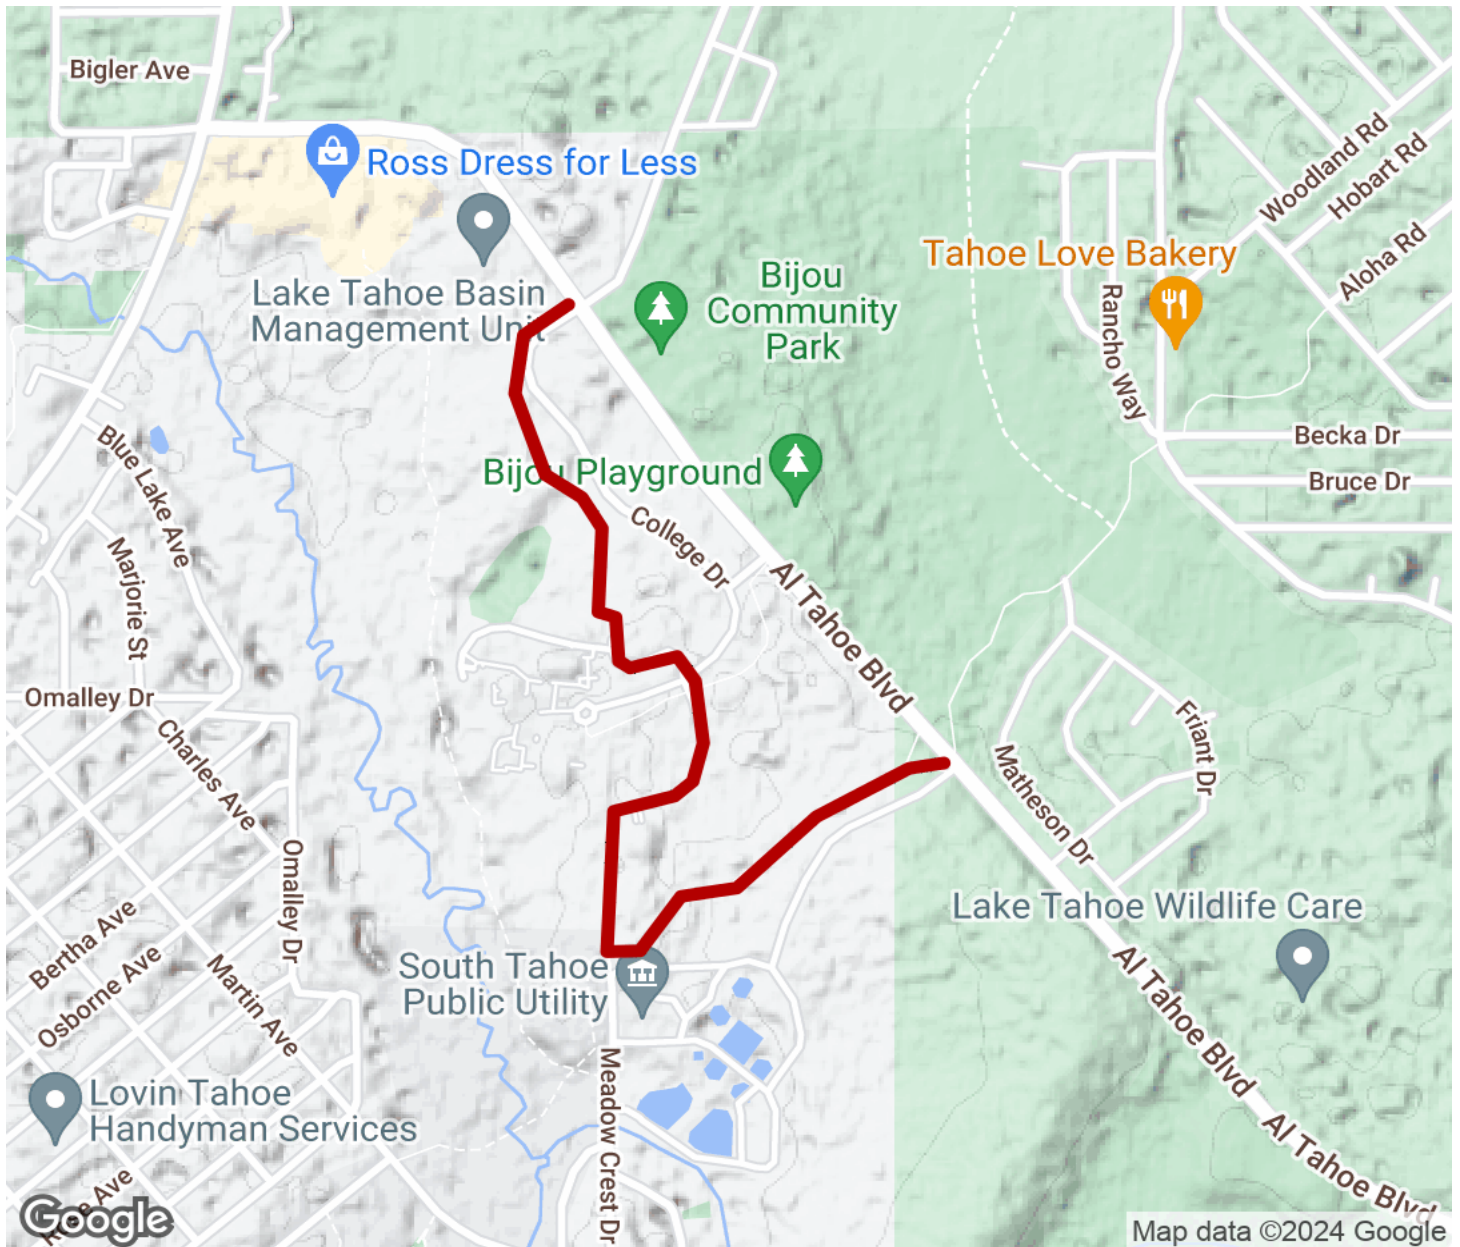 Bigler Ave
Ross Dress for Less
Woodland Rd
Hobart Rd
Aloha Rd
Tahoe Love Bakery
Lake Tahoe Basin
Management Unit
Bijou
Community
Park
Rancho Way
Becka Dr
Bruce Dr
Blue Lake Ave
Bijou Playground
College Dr
Marjorie St
Al Tahoe Blvd
Omalley Dr
Charles Ave
Friant Dr
Matheson Dr
Omalley Dr
Lake Tahoe Wildlife Care
Bertha Ave
Osborne Ave
Martin Ave
South Tahoe
Public Utility
Al Tahoe Blvd
Meadow Crest Dr
Lovin Tahoe
Handyman Services
Al Tahoe Blvd
Ave
Google
Map data ©2024 Google